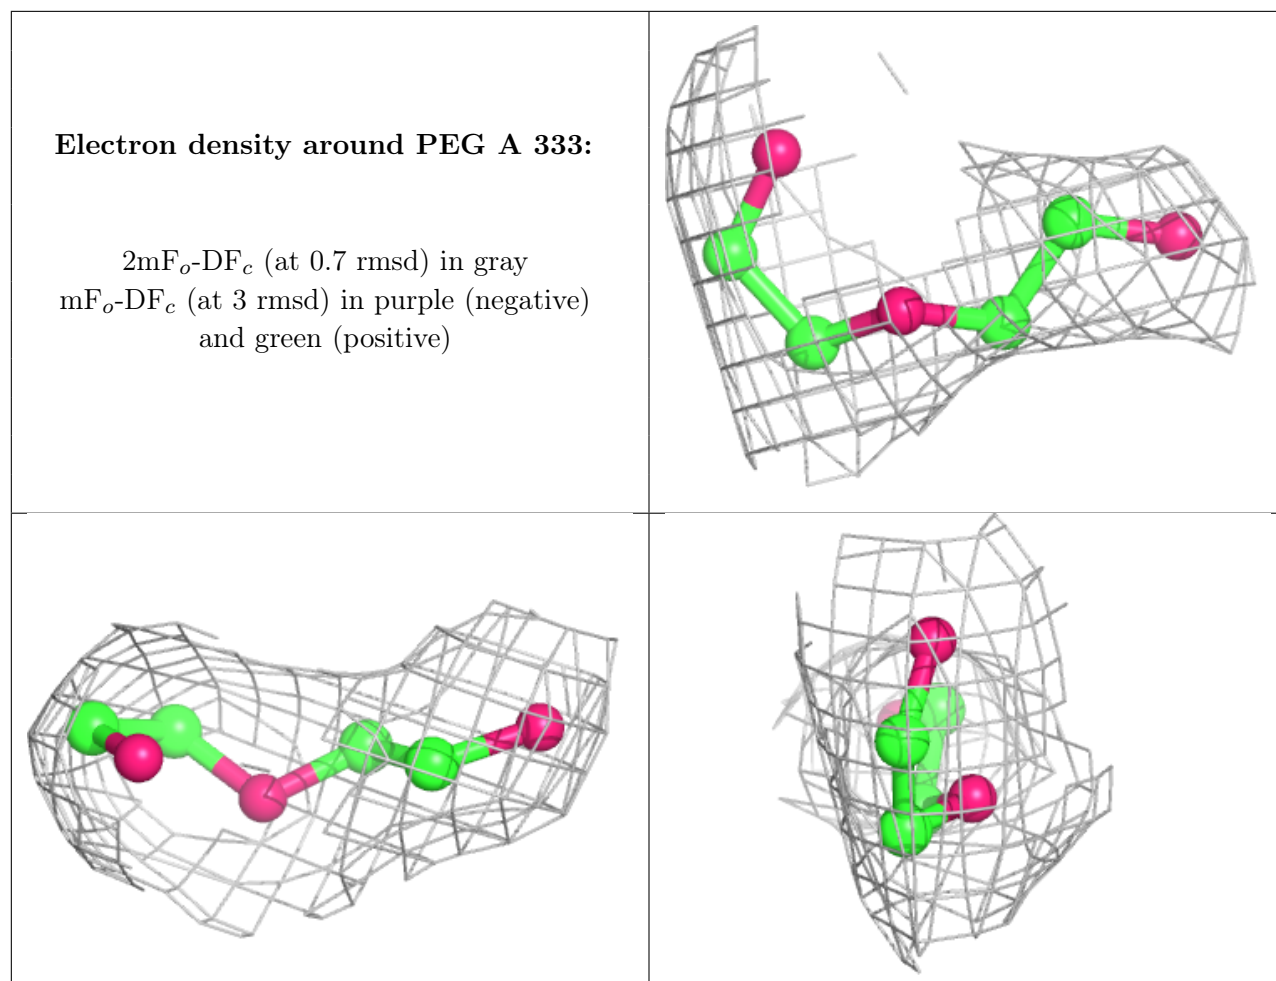 Electron density around PEG A 333:
2mFo-DFc (at 0.7 rmsd) in gray
mFo-DFc (at 3 rmsd) in purple (negative)
and green (positive)